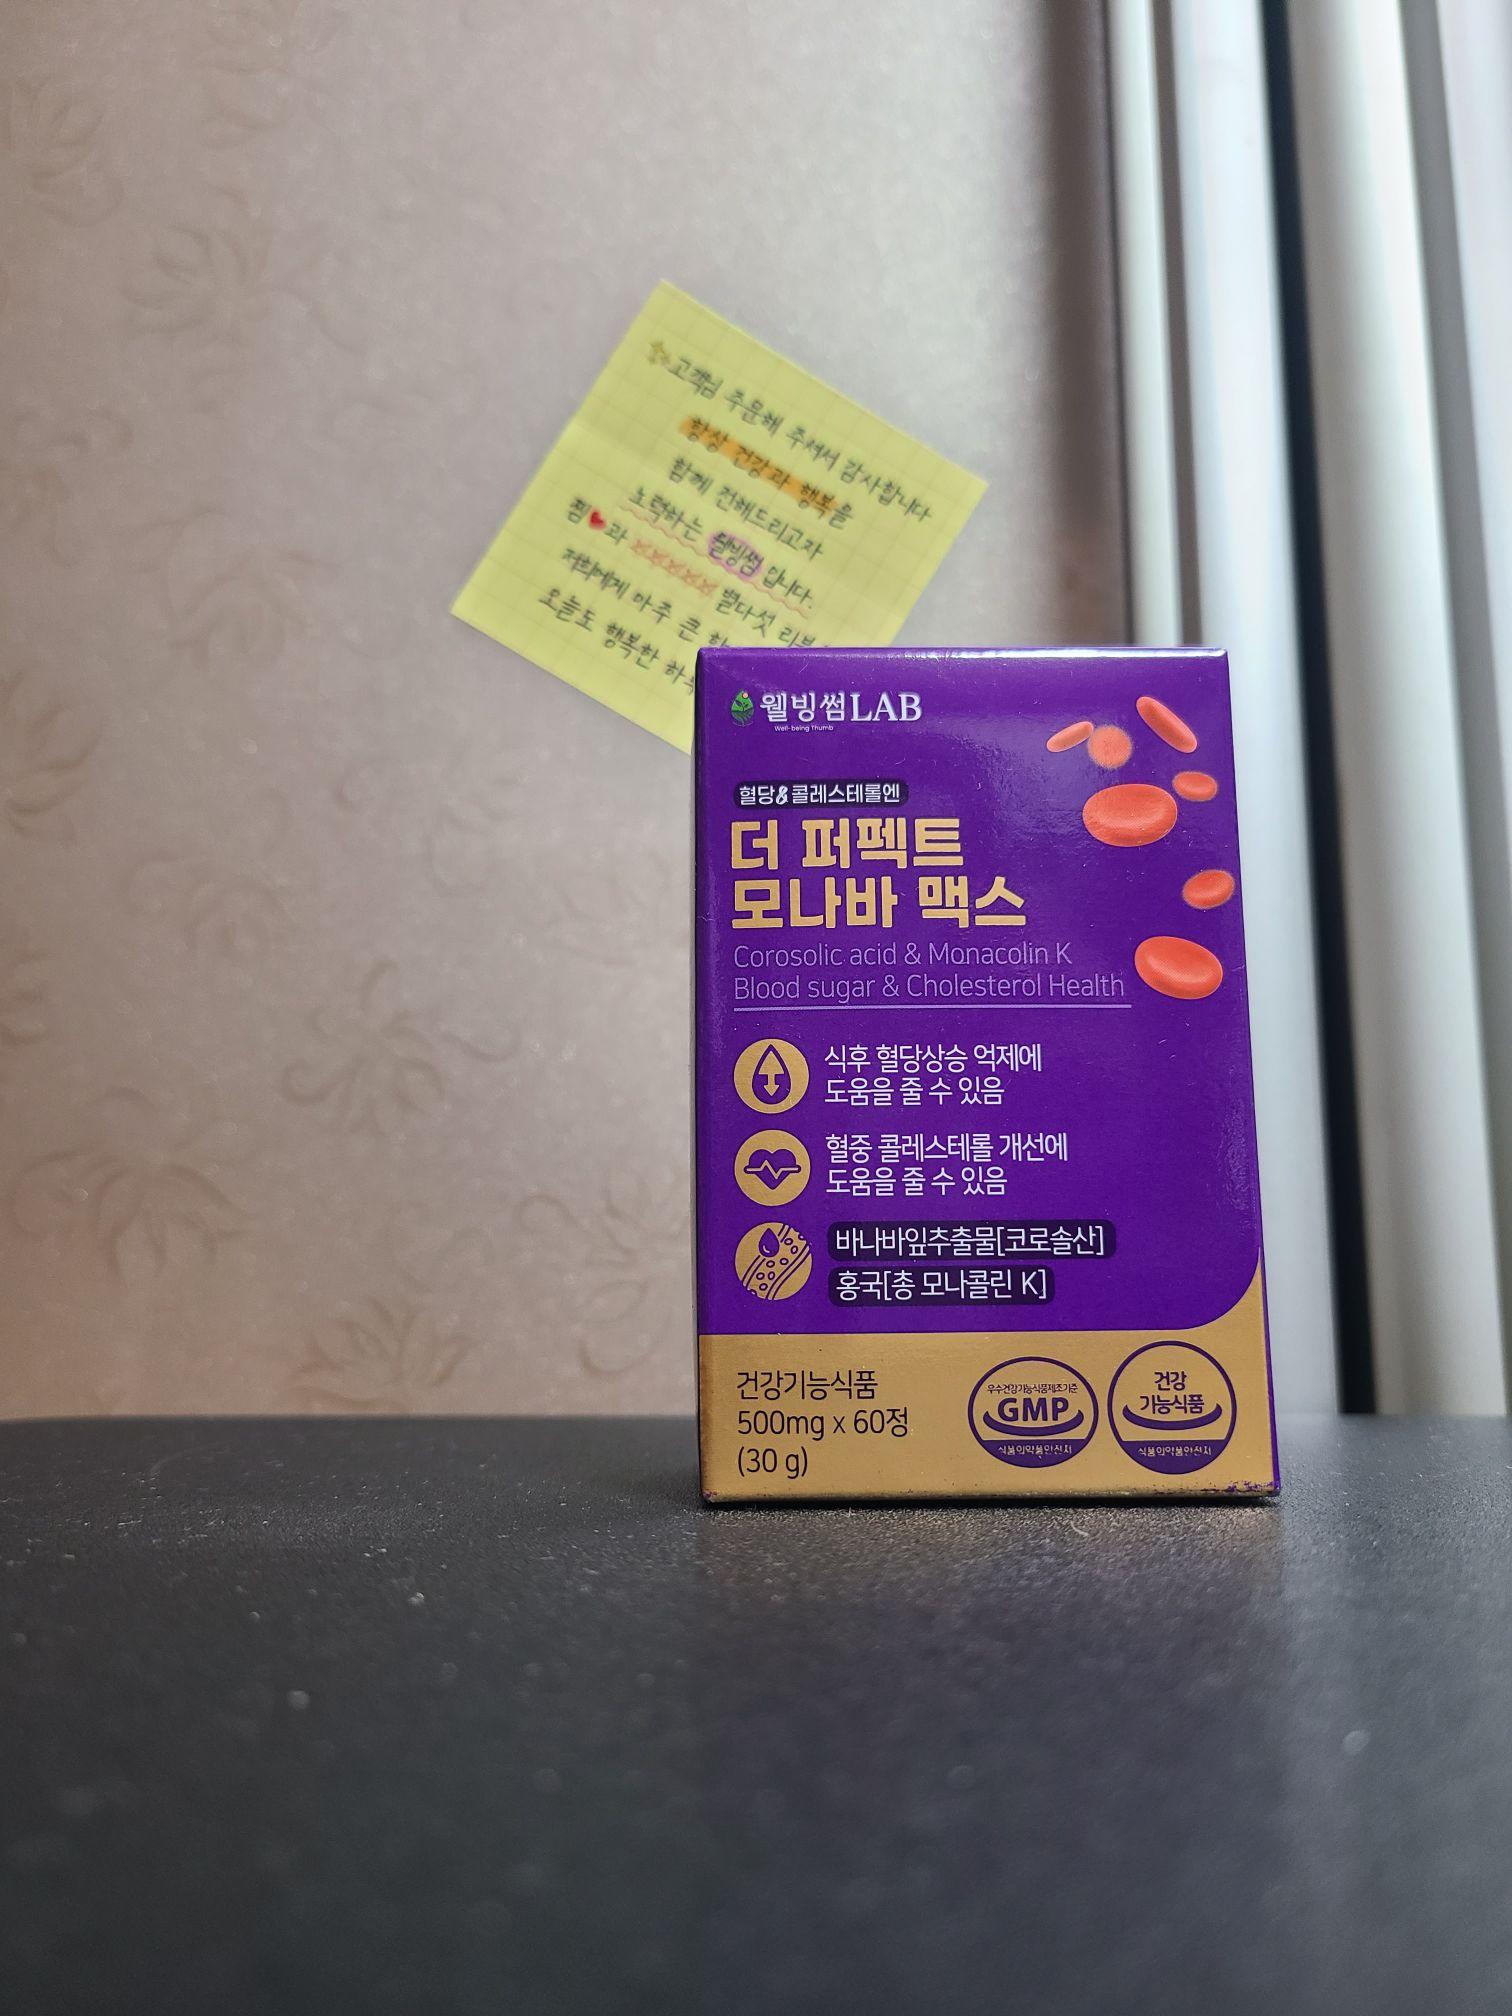 고객님 주문해 주셔서 감사합니다
항상 건강과 행복을
함께 전해드리고자
노력하는 웰빙썸 입니다.
찜♥과 ☆☆☆☆☆ 별다섯
저희에게 아주 큰
오늘도 행복한
웰빙썸LAB
Well-being Thumb
혈당&콜레스테롤엔
더 퍼펙트
모나바 맥스
Corosolic acid & Monacolin K
Blood sugar & Cholesterol Health
식후 혈당상승 억제에
도움을 줄 수 있음
혈중 콜레스테롤 개선에
도움을 줄 수 있음
바나바잎추출물[코로솔산]
홍국[총 모나콜린 K]
건강기능식품
500mg x 60정
(30 g)
우수건강기능식품제조기준
GMP
식품의약품안전처
건강
기능식품
식품의약품안전처